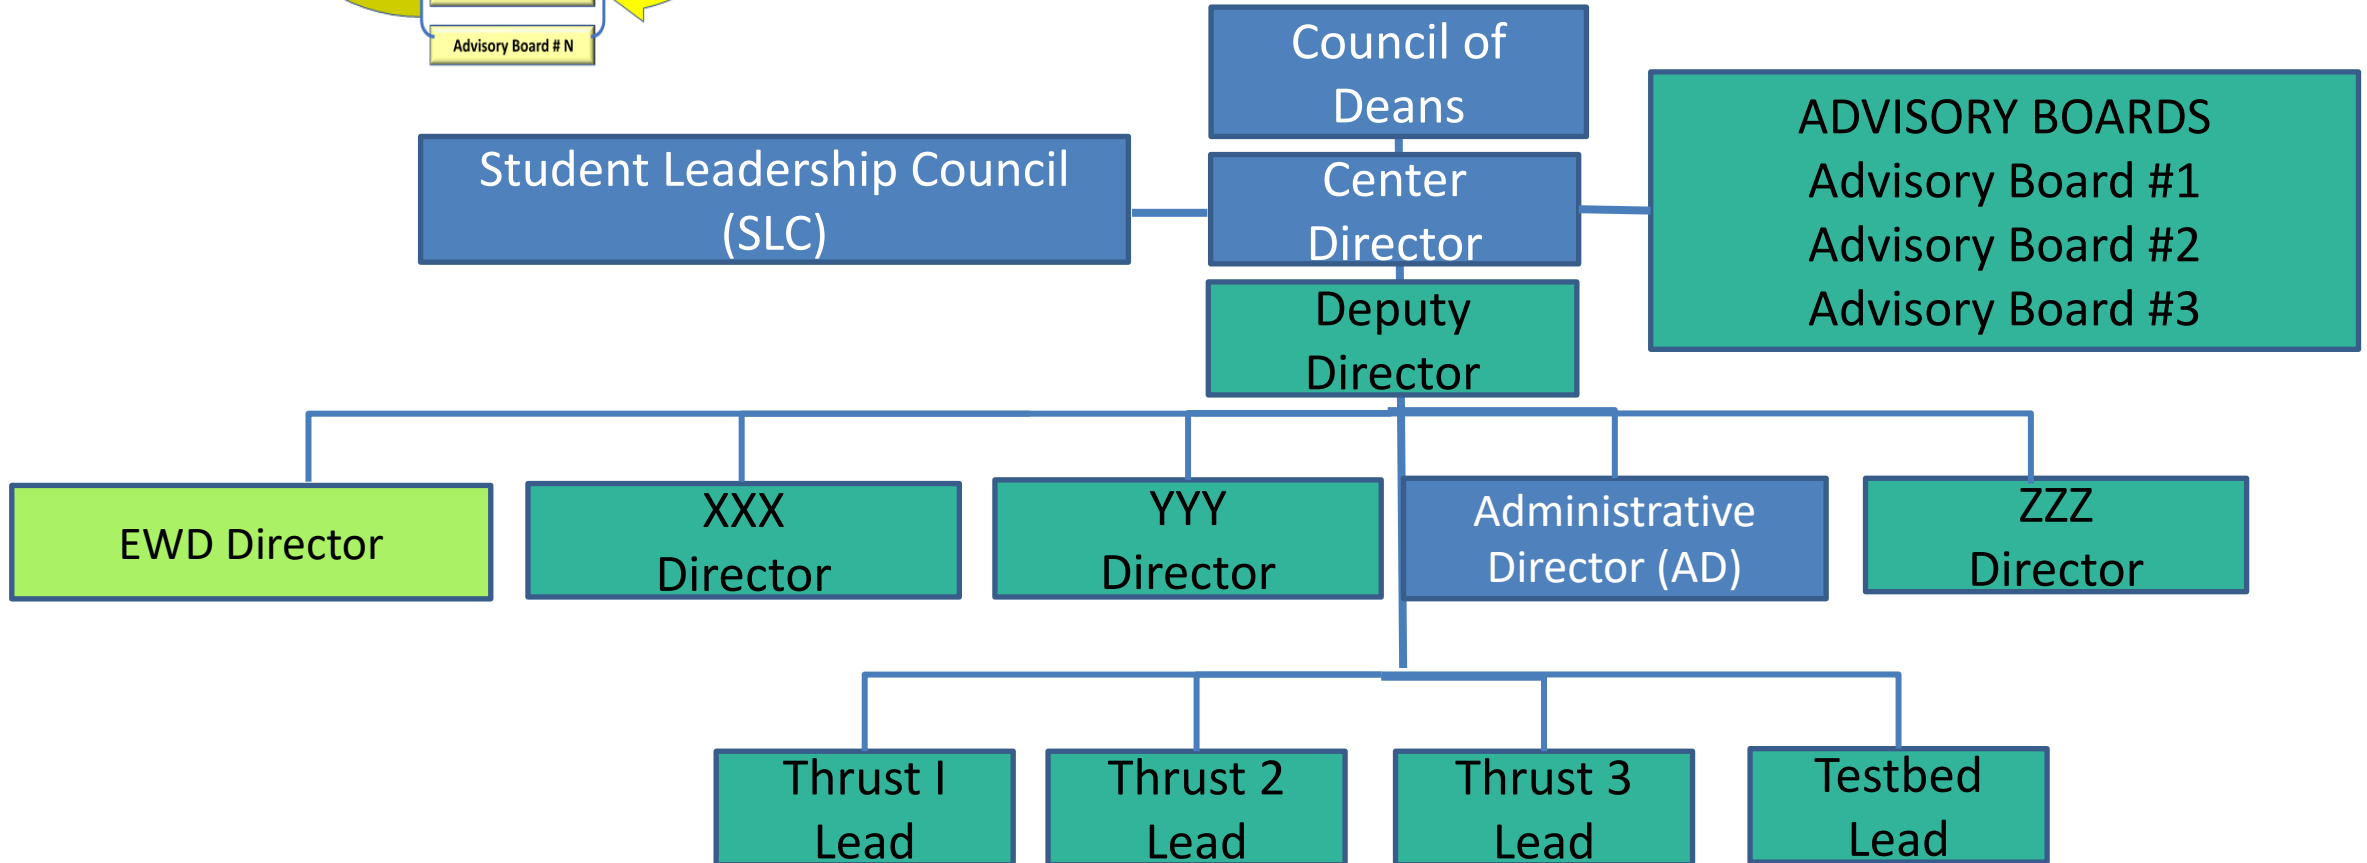 Advisory Board # N
Council of
Deans
ADVISORY BOARDS
Advisory Board #1
Advisory Board #2
Advisory Board #3
Student Leadership Council
(SLC)
Center
Director
Deputy
Director
EWD Director
XXX
Director
YYY
Director
Administrative
Director (AD)
ZZZ
Director
Thrust I
Lead
Thrust 2
Lead
Thrust 3
Lead
Testbed
Lead